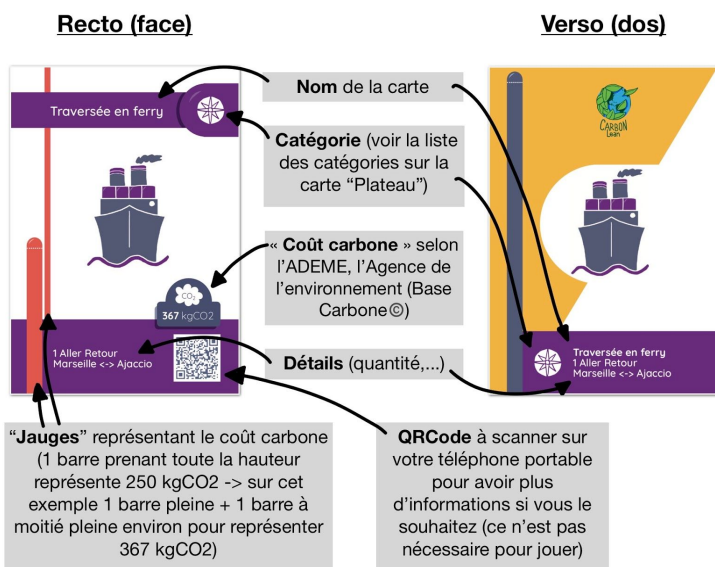 Recto (face)
Verso (dos)
Traversée en ferry
Nom de la carte
Catégorie (voir la liste
des catégories sur la
carte “Plateau”)
CARBON
Lean
« Coût carbone » selon
l’ADEME, l’Agence de
l’environnement (Base
Carbone©)
CO₂
367 kgCO2
1 Aller Retour
Marseille <-> Ajaccio
Détails (quantité,...)
Traversée en ferry
1 Aller Retour
Marseille <-> Ajaccio
“Jauges” représentant le coût carbone
(1 barre prenant toute la hauteur
représente 250 kgCO2 -> sur cet
exemple 1 barre pleine + 1 barre à
moitié pleine environ pour représenter
367 kgCO2)
QRCode à scanner sur
votre téléphone portable
pour avoir plus
d’informations si vous le
souhaitez (ce n’est pas
nécessaire pour jouer)